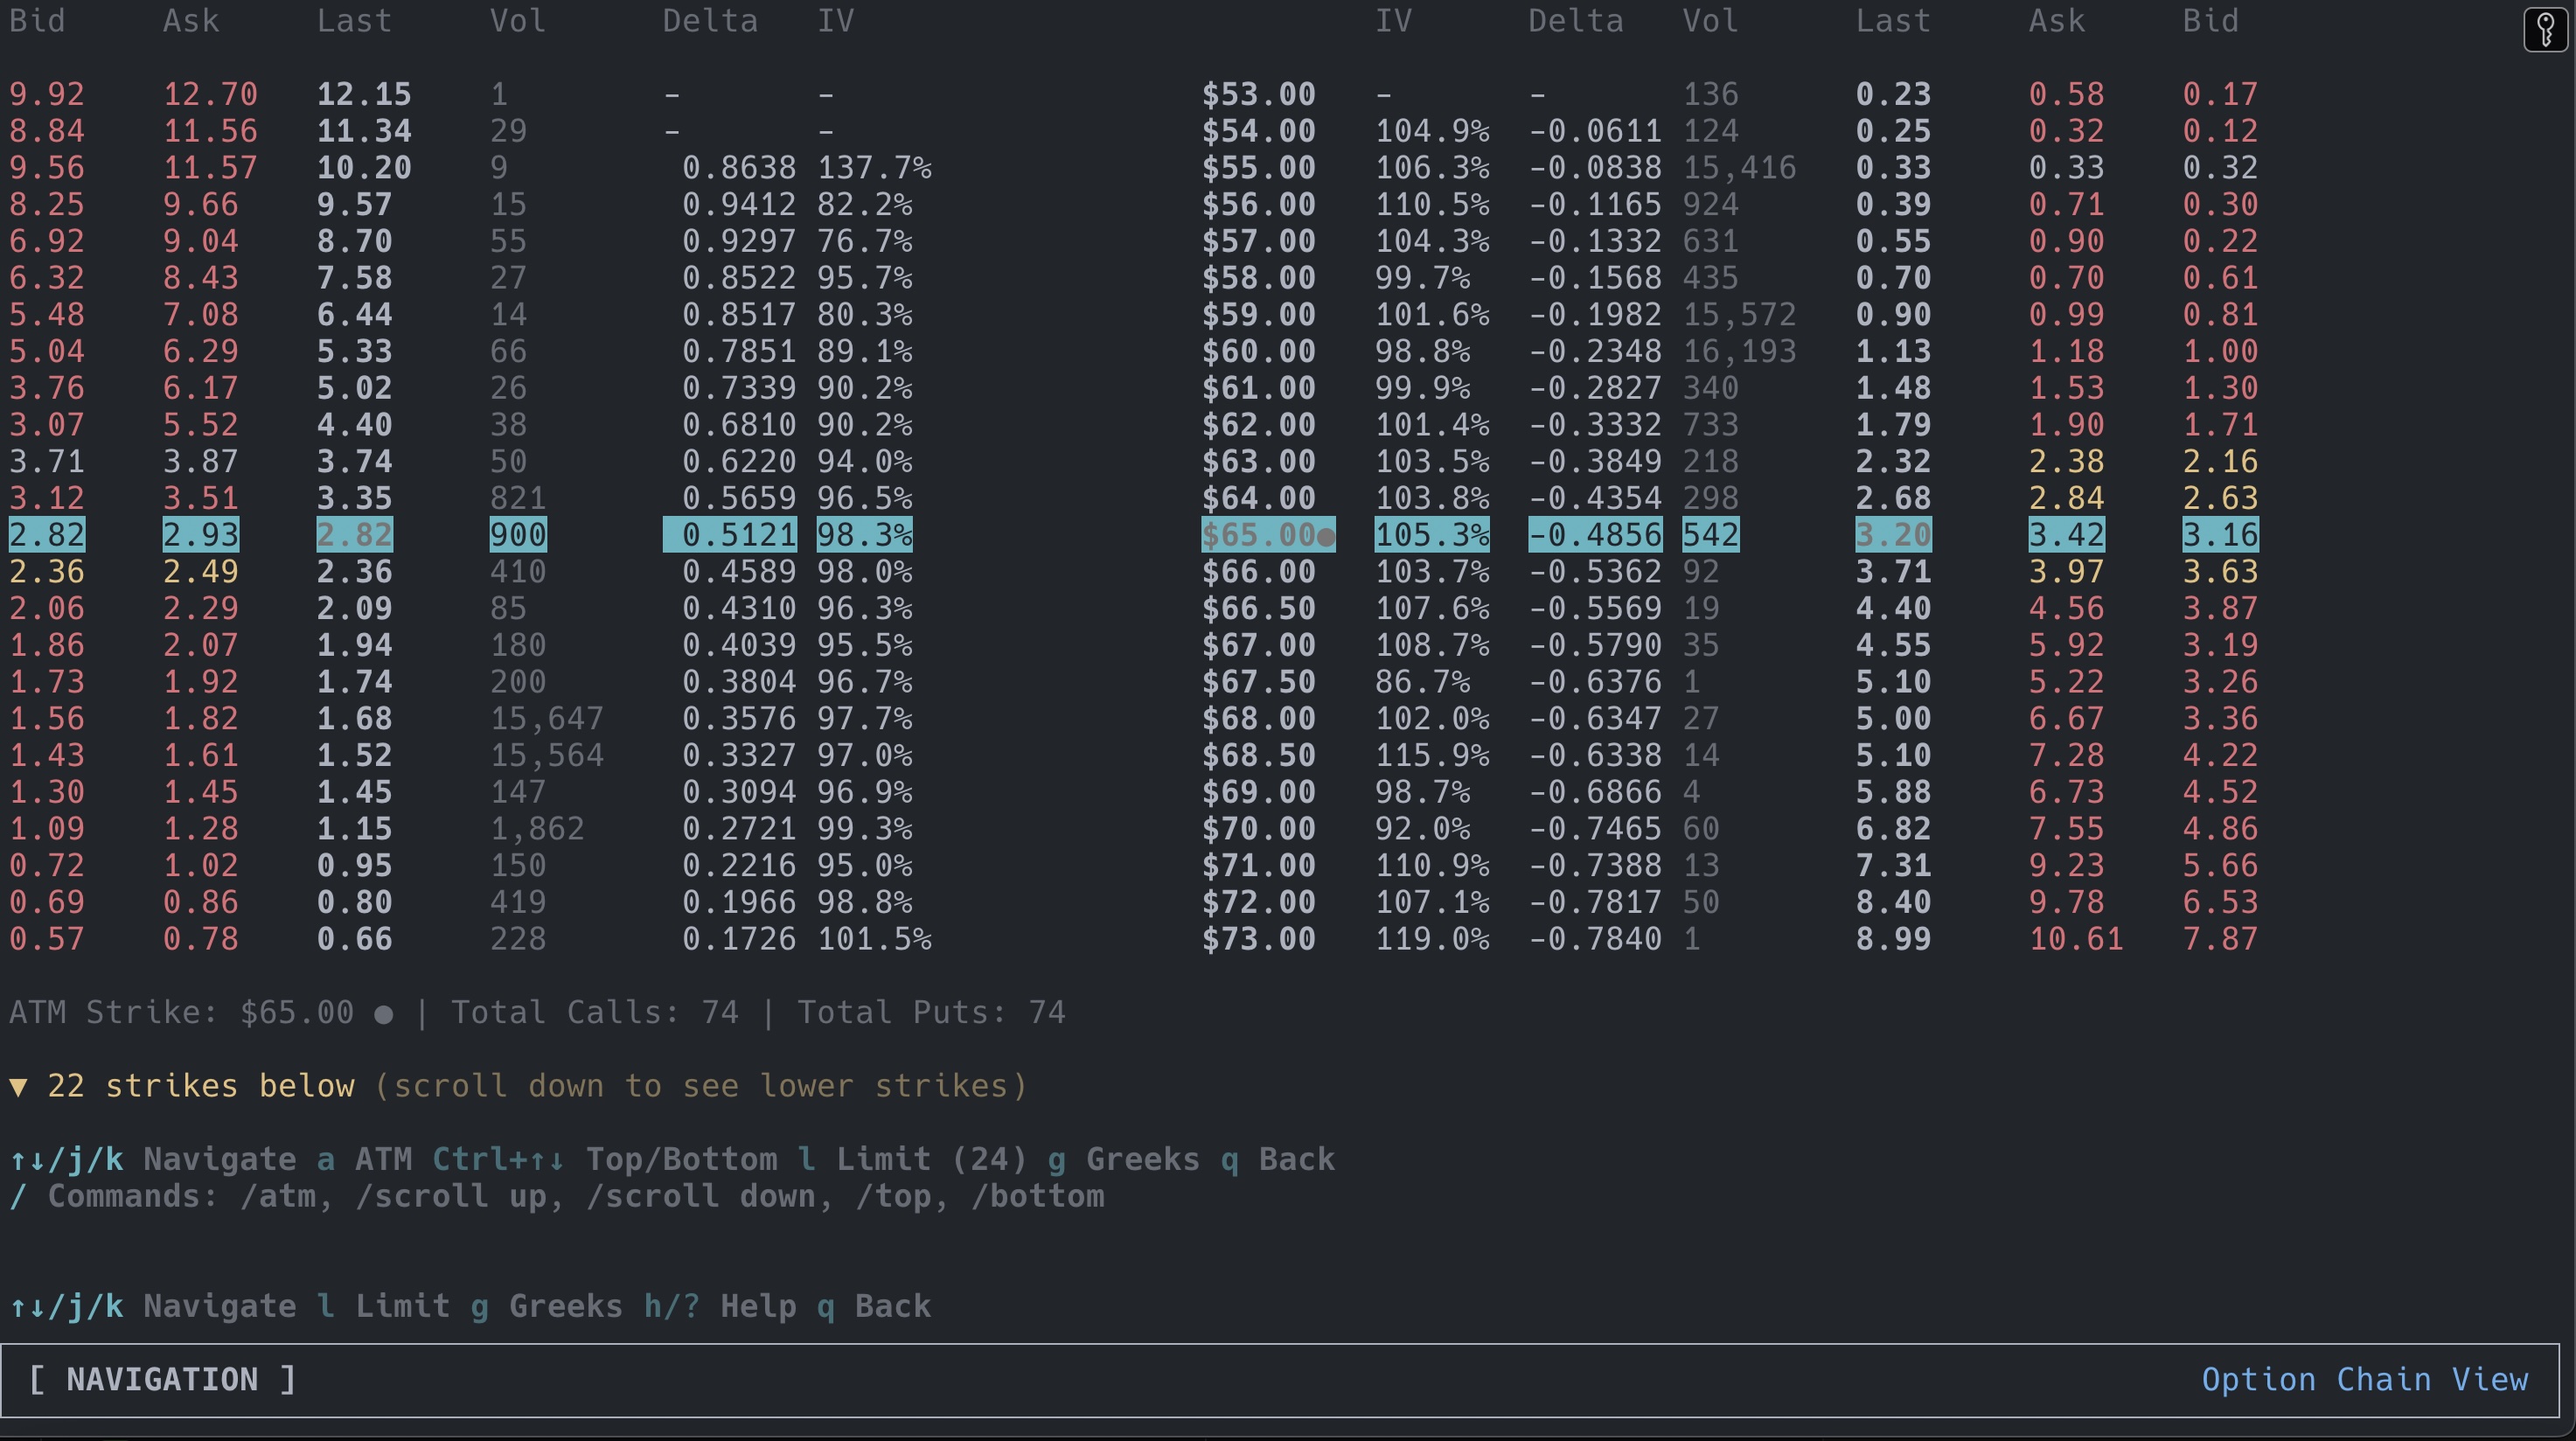 Bid Ask Last Vol Delta IV IV Delta Vol Last Ask Bid
9.92 12.70 12.15 1 - - $53.00 - - 136 0.23 0.58 0.17
8.84 11.56 11.34 29 - - $54.00 104.9% -0.0611 124 0.25 0.32 0.12
9.56 11.57 10.20 9 0.8638 137.7% $55.00 106.3% -0.0838 15,416 0.33 0.33 0.32
8.25 9.66 9.57 15 0.9412 82.2% $56.00 110.5% -0.1165 924 0.39 0.71 0.30
6.92 9.04 8.70 55 0.9297 76.7% $57.00 104.3% -0.1332 631 0.55 0.90 0.22
6.32 8.43 7.58 27 0.8522 95.7% $58.00 99.7% -0.1568 435 0.70 0.70 0.61
5.48 7.08 6.44 14 0.8517 80.3% $59.00 101.6% -0.1982 15,572 0.90 0.99 0.81
5.04 6.29 5.33 66 0.7851 89.1% $60.00 98.8% -0.2348 16,193 1.13 1.18 1.00
3.76 6.17 5.02 26 0.7339 90.2% $61.00 99.9% -0.2827 340 1.48 1.53 1.30
3.07 5.52 4.40 38 0.6810 90.2% $62.00 101.4% -0.3332 733 1.79 1.90 1.71
3.71 3.87 3.74 50 0.6220 94.0% $63.00 103.5% -0.3849 218 2.32 2.38 2.16
3.12 3.51 3.35 821 0.5659 96.5% $64.00 103.8% -0.4354 298 2.68 2.84 2.63
2.82 2.93 2.82 900 0.5121 98.3% $65.00● 105.3% -0.4856 542 3.20 3.42 3.16
2.36 2.49 2.36 410 0.4589 98.0% $66.00 103.7% -0.5362 92 3.71 3.97 3.63
2.06 2.29 2.09 85 0.4310 96.3% $66.50 107.6% -0.5569 19 4.40 4.56 3.87
1.86 2.07 1.94 180 0.4039 95.5% $67.00 108.7% -0.5790 35 4.55 5.92 3.19
1.73 1.92 1.74 200 0.3804 96.7% $67.50 86.7% -0.6376 1 5.10 5.22 3.26
1.56 1.82 1.68 15,647 0.3576 97.7% $68.00 102.0% -0.6347 27 5.00 6.67 3.36
1.43 1.61 1.52 15,564 0.3327 97.0% $68.50 115.9% -0.6338 14 5.10 7.28 4.22
1.30 1.45 1.45 147 0.3094 96.9% $69.00 98.7% -0.6866 4 5.88 6.73 4.52
1.09 1.28 1.15 1,862 0.2721 99.3% $70.00 92.0% -0.7465 60 6.82 7.55 4.86
0.72 1.02 0.95 150 0.2216 95.0% $71.00 110.9% -0.7388 13 7.31 9.23 5.66
0.69 0.86 0.80 419 0.1966 98.8% $72.00 107.1% -0.7817 50 8.40 9.78 6.53
0.57 0.78 0.66 228 0.1726 101.5% $73.00 119.0% -0.7840 1 8.99 10.61 7.87
ATM Strike: $65.00 ● | Total Calls: 74 | Total Puts: 74
▼ 22 strikes below (scroll down to see lower strikes)
↑↓/j/k Navigate a ATM Ctrl+↑↓ Top/Bottom l Limit (24) g Greeks q Back
/ Commands: /atm, /scroll up, /scroll down, /top, /bottom
↑↓/j/k Navigate l Limit g Greeks h/? Help q Back
[ NAVIGATION ] Option Chain View